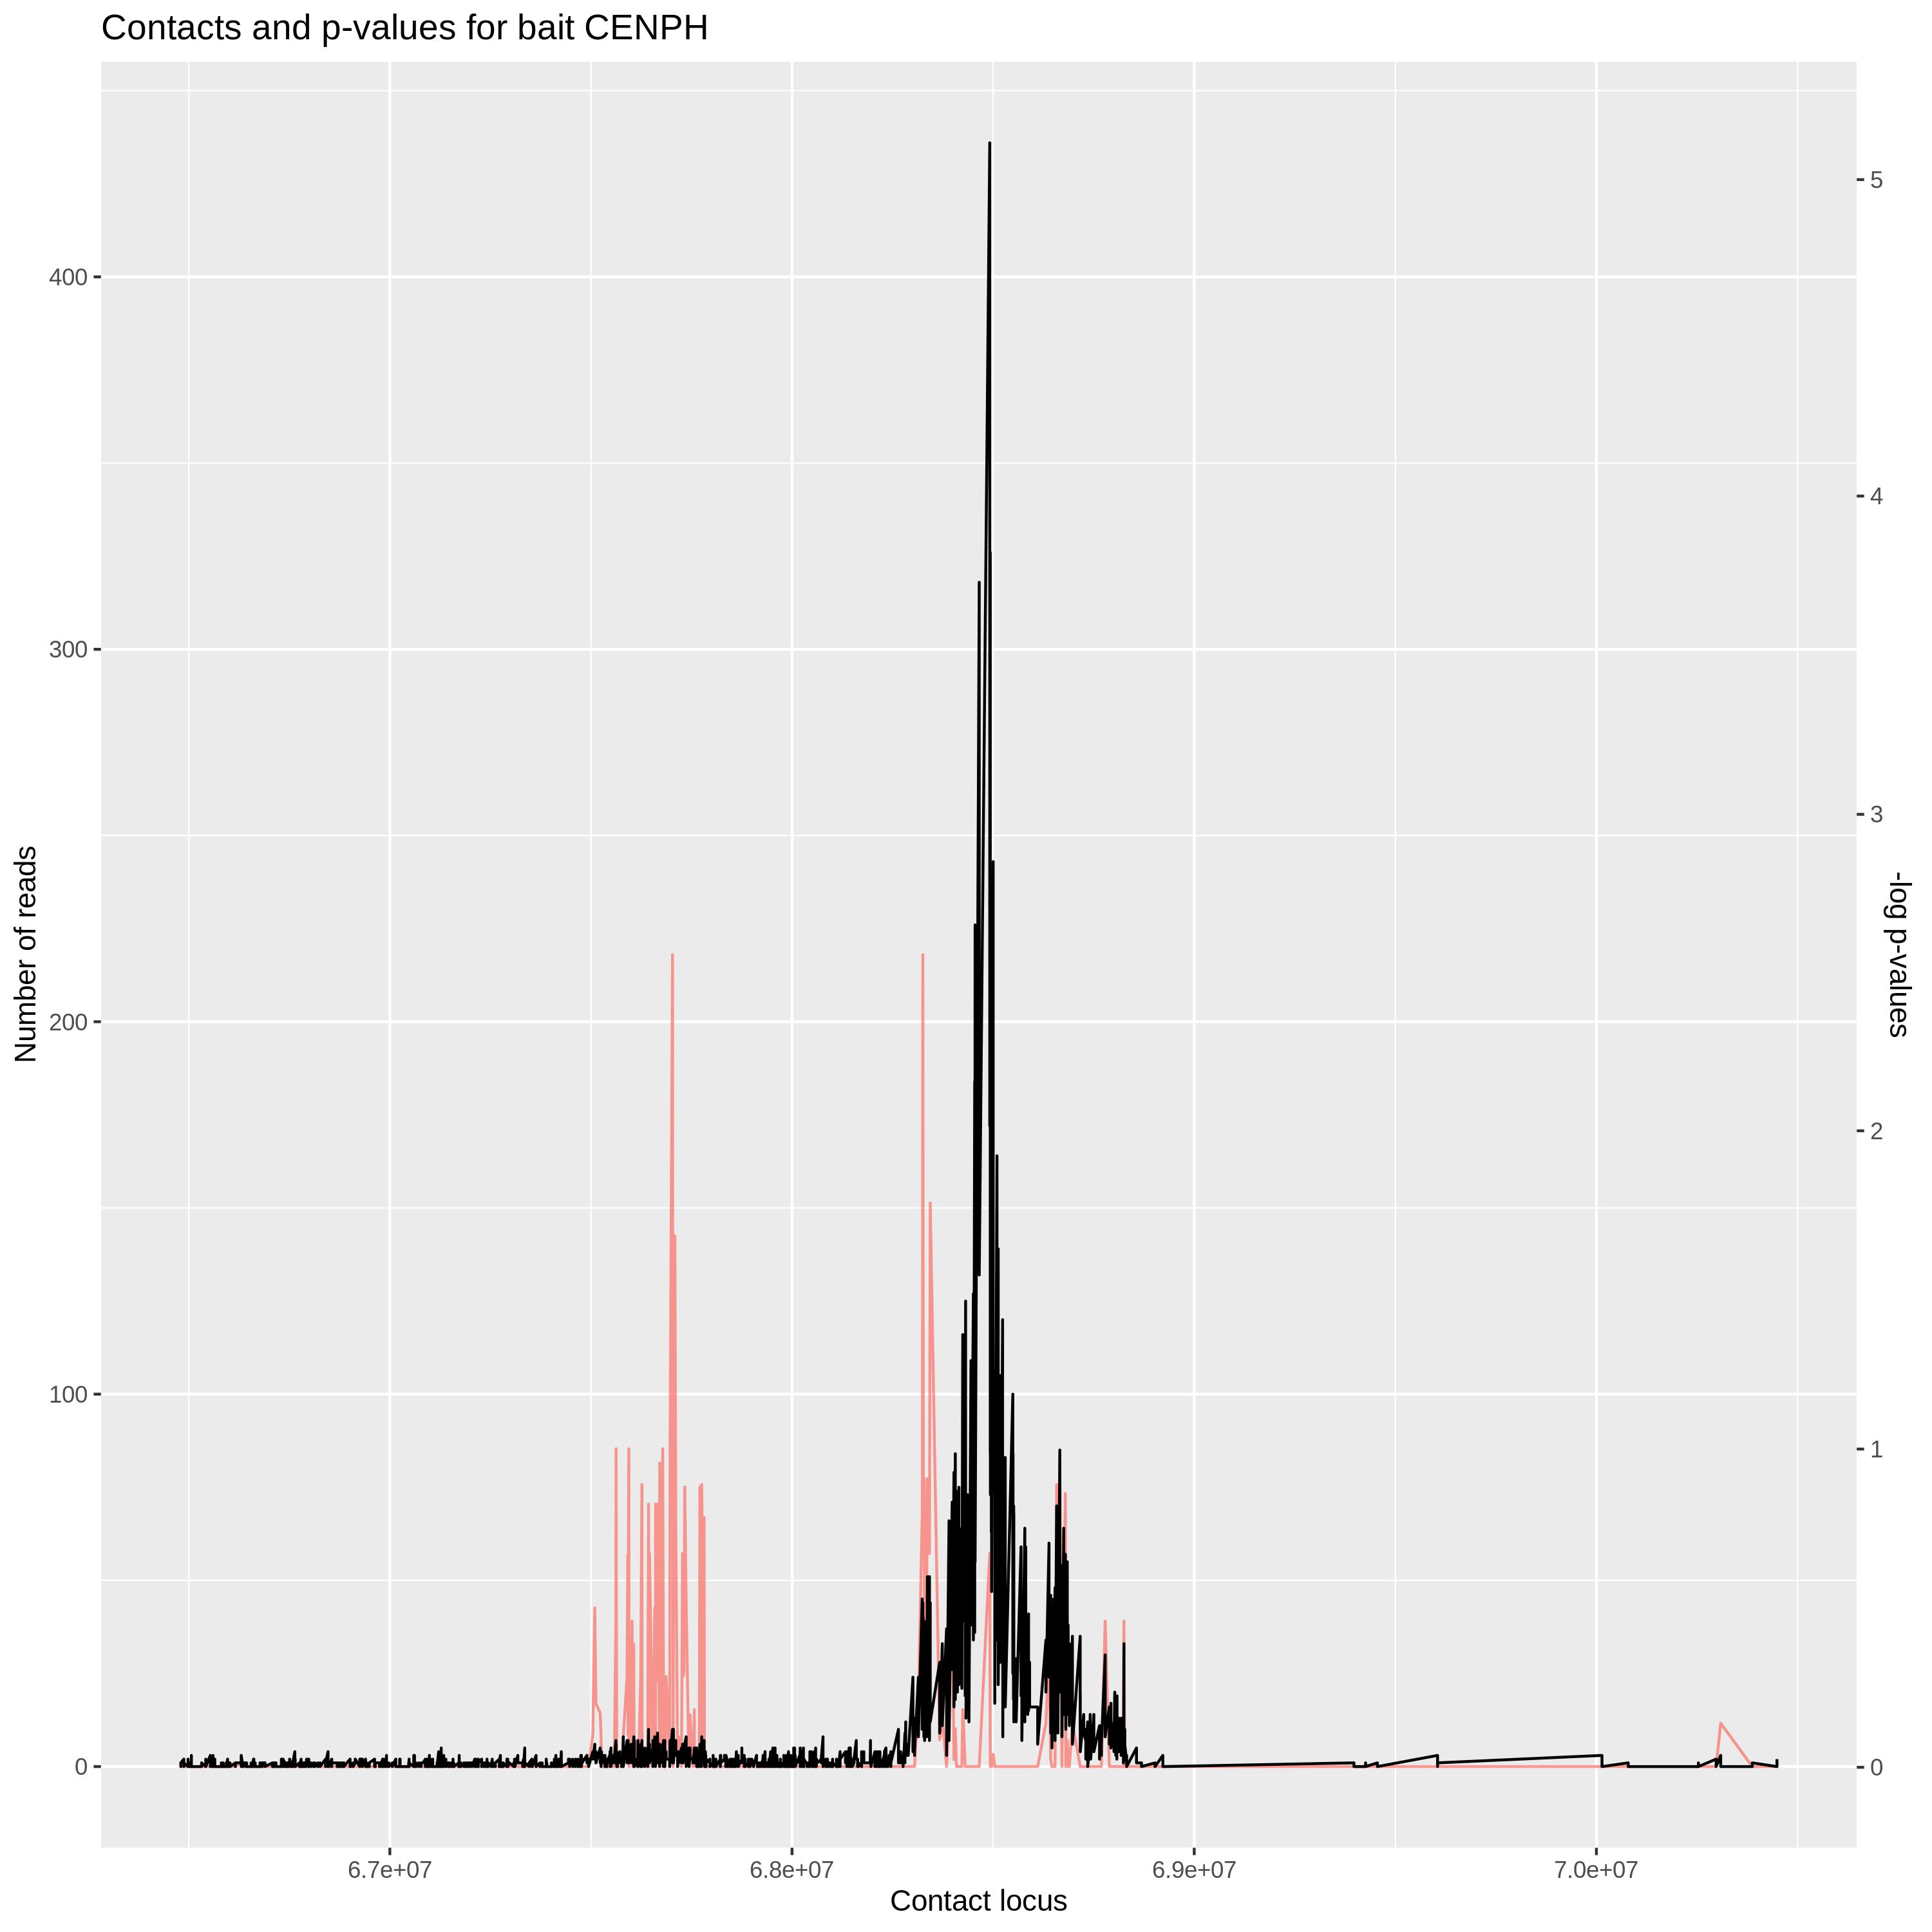 Contacts and p-values for bait CENPH
Number of reads
400
300
200
100
0
5
4
3
2
1
0
-log p-values
6.7e+07
6.8e+07
6.9e+07
7.0e+07
Contact locus